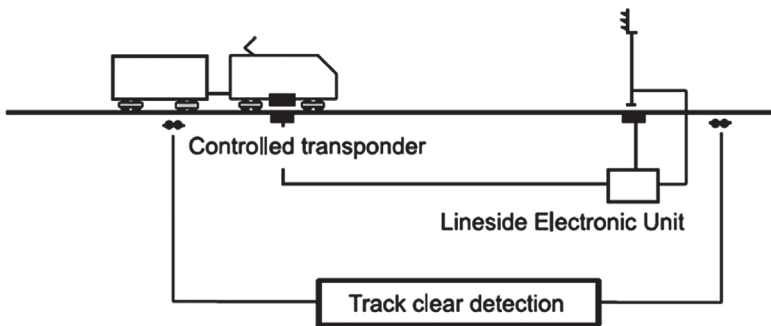 Controlled transponder
Lineside Electronic Unit
Track clear detection